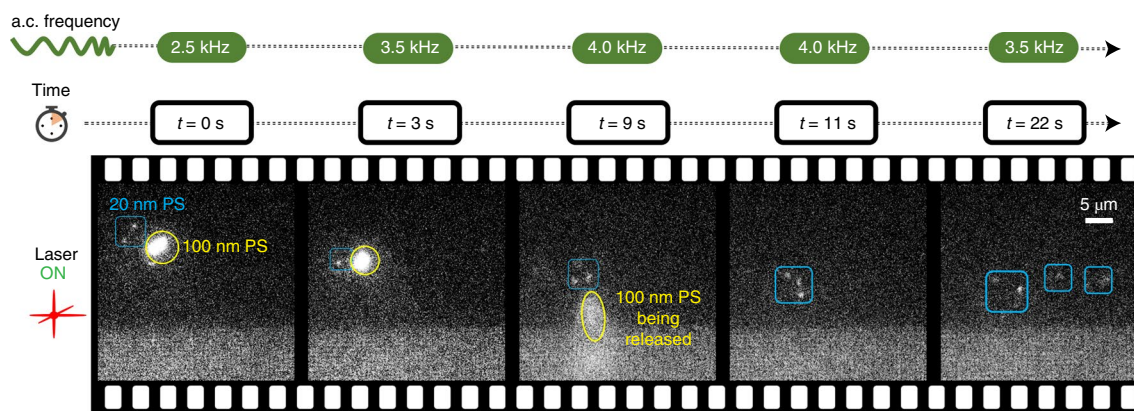 a.c. frequency
2.5 kHz
3.5 kHz
4.0 kHz
4.0 kHz
3.5 kHz
Time
t = 0 s
t = 3 s
t = 9 s
t = 11 s
t = 22 s
20 nm PS
100 nm PS
100 nm PS
being
released
5 μm
Laser
ON